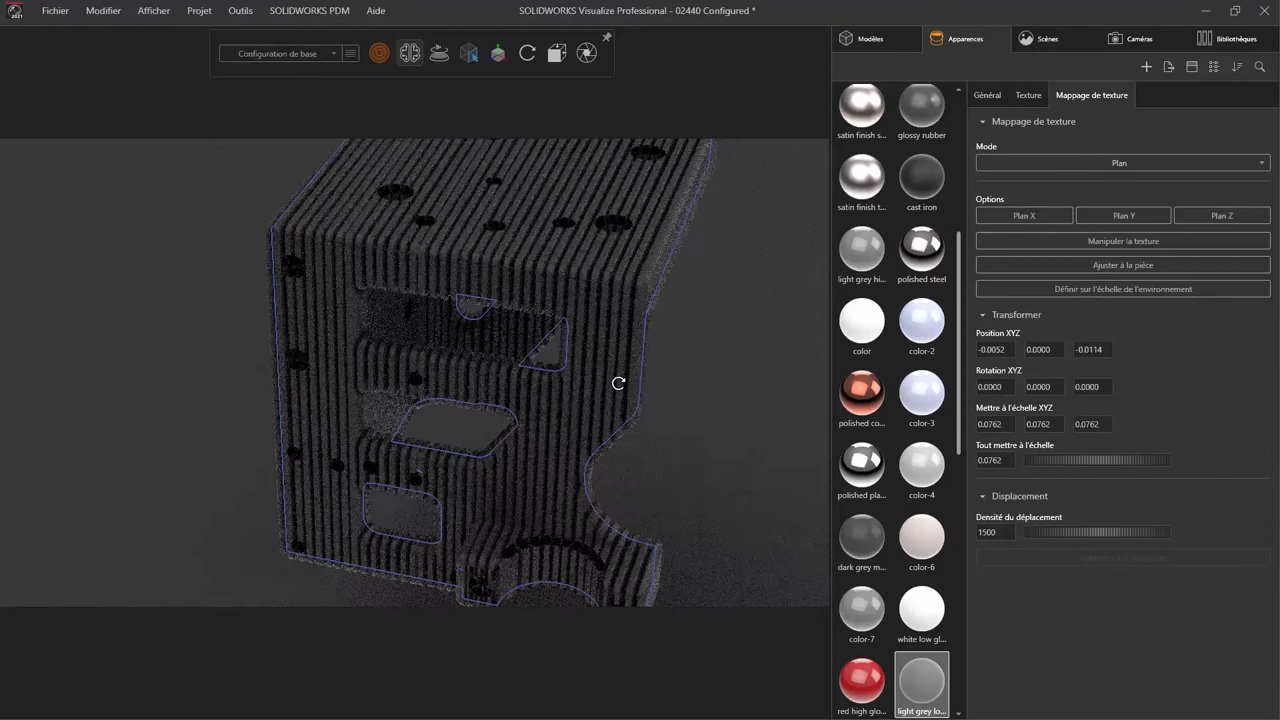 Fichier Modifier Afficher Projet Outils SOLIDWORKS PDM Aide
SOLIDWORKS Visualize Professional - 02440 Configured *
2021
Configuration de base
Modèles
Apparences
Scènes
Caméras
Bibliothèques
satin finish s...
glossy rubber
satin finish t...
cast iron
light grey hi...
polished steel
color
color-2
polished co...
color-3
polished pla...
color-4
dark grey m...
color-6
color-7
white low gl...
red high glo...
light grey lo...
Général
Texture
Mappage de texture
Mappage de texture
Mode
Plan
Options
Plan X
Plan Y
Plan Z
Manipuler la texture
Ajuster à la pièce
Définir sur l'échelle de l'environnement
Transformer
Position XYZ
-0.0052 0.0000 -0.0114
Rotation XYZ
0.0000 0.0000 0.0000
Mettre à l'échelle XYZ
0.0762 0.0762 0.0762
Tout mettre à l'échelle
0.0762
Displacement
Densité du déplacement
1500